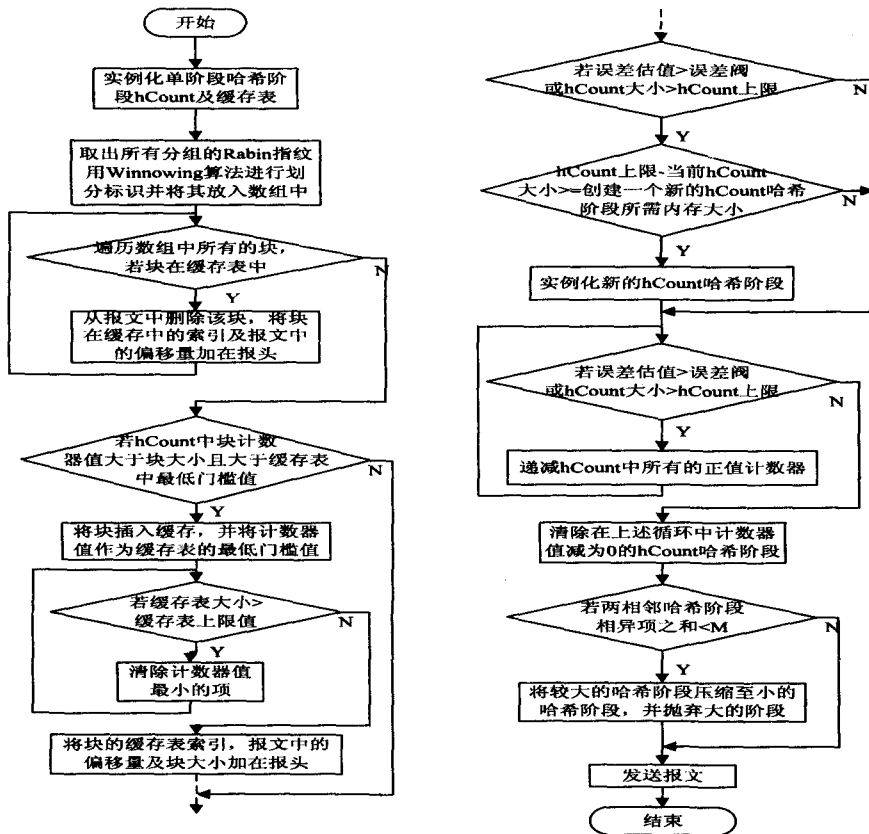 开始
实例化单阶段哈希阶
段hCount及缓存表
取出所有分组的Rabin指纹
用Winnowing算法进行划
分标识并将其放入数组中
遍历数组中所有的块，
若块在缓存表中
N
Y
从报文中删除该块，将块
在缓存中的索引及报文中
的偏移量加在报头
若hCount中块计数
器值大于块大小且大于缓存表
中最低门槛值
N
Y
将块插入缓存，并将计数器
值作为缓存表的最低门槛值
若缓存表大小>
缓存表上限值
N
Y
清除计数器值
最小的项
将块的缓存表索引，报文中的
偏移量及块大小加在报头
若误差估值>误差阀
或hCount大小>hCount上限
N
Y
hCount上限-当前hCount
大小>=创建一个新的hCount哈希
阶段所需内存大小
N
Y
实例化新的hCount哈希阶段
若误差估值>误差阀
或hCount大小>hCount上限
N
Y
递减hCount中所有的正值计数器
清除在上述循环中计数器
值减为0的hCount哈希阶段
若两相邻哈希阶段
相异项之和<M
N
Y
将较大的哈希阶段压缩至小的
哈希阶段，并抛弃大的阶段
发送报文
结束